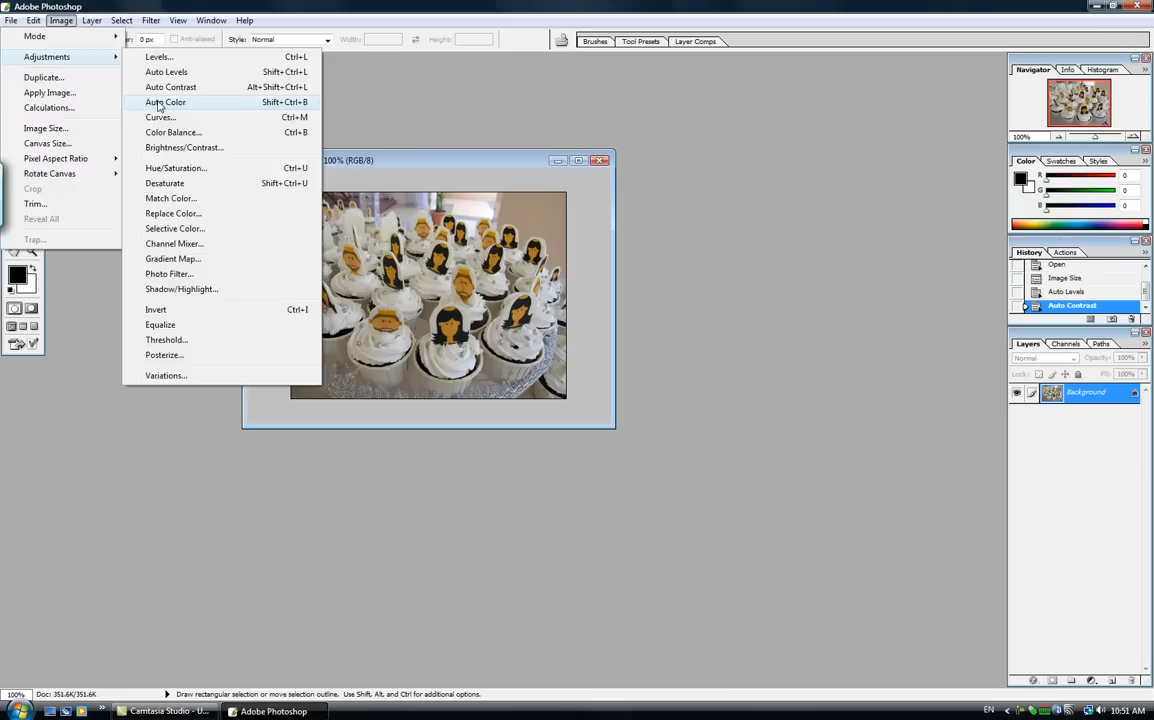 Adobe Photoshop
File Edit Image Layer Select Filter View Window Help
0 px Anti-aliased Style: Normal Width: Height: Brushes Tool Presets Layer Comps
Mode
Adjustments
Duplicate...
Apply Image...
Calculations...
Image Size...
Canvas Size...
Pixel Aspect Ratio
Rotate Canvas
Crop
Trim...
Reveal All
Trap...
Levels... Ctrl+L
Auto Levels Shift+Ctrl+L
Auto Contrast Alt+Shift+Ctrl+L
Auto Color Shift+Ctrl+B
Curves... Ctrl+M
Color Balance... Ctrl+B
Brightness/Contrast...
Hue/Saturation... Ctrl+U
Desaturate Shift+Ctrl+U
Match Color...
Replace Color...
Selective Color...
Channel Mixer...
Gradient Map...
Photo Filter...
Shadow/Highlight...
Invert Ctrl+I
Equalize
Threshold...
Posterize...
Variations...
100% (RGB/8)
Navigator Info Histogram
100%
Color Swatches Styles
R 0
G 0
B 0
History Actions
Open
Image Size
Auto Levels
Auto Contrast
Layers Channels Paths
Normal Opacity: 100%
Lock: Fill: 100%
Background
100% Doc: 351.6K/351.6K Draw rectangular selection or move selection outline. Use Shift, Alt, and Ctrl for additional options.
Camtasia Studio - U... Adobe Photoshop EN 10:51 AM